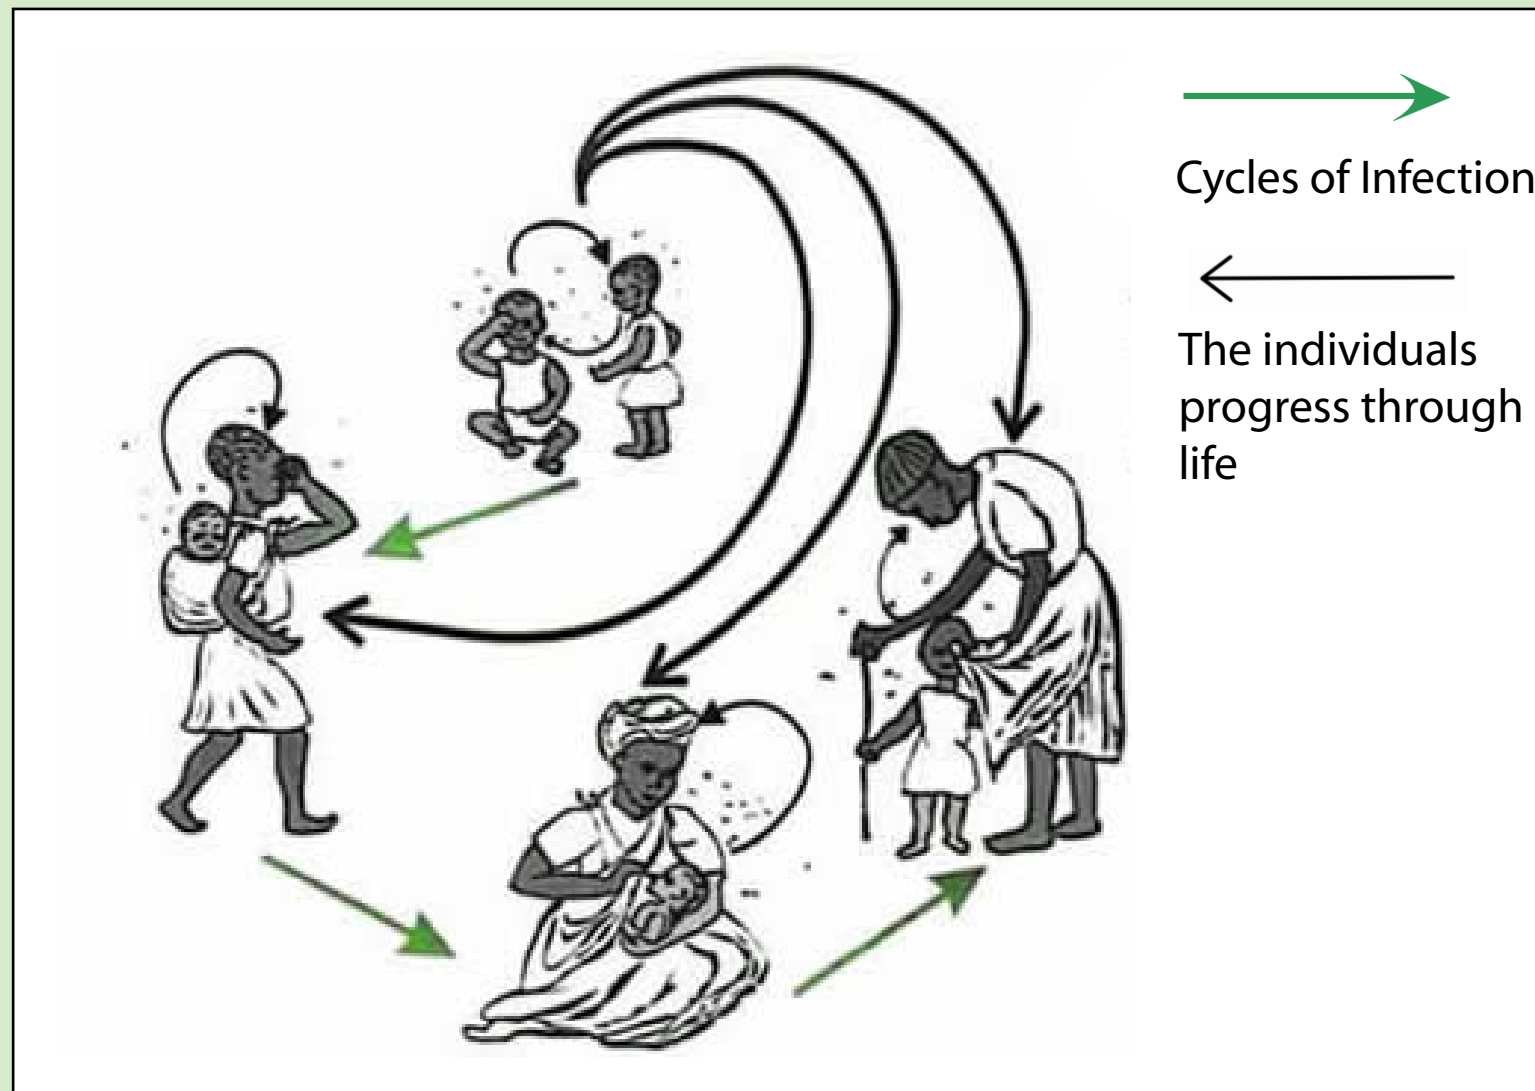 Cycles of Infection
The individuals
progress through
life